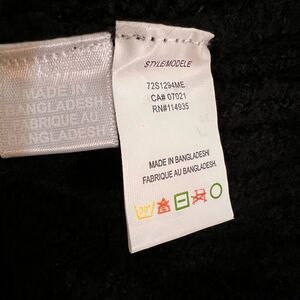 MADE IN
BANGLADESH
FABRIQUE AU
BANGLADESH
STYLE/MODELE
72S1294ME
CA# 07021
RN#114935
MADE IN BANGLADESH/
FABRIQUE AU BANGLADESH.
30°